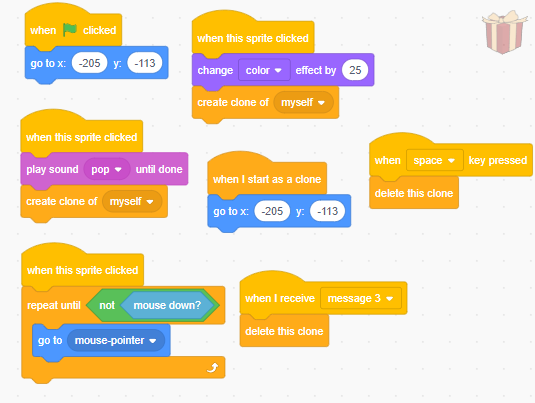 when clicked
go to x: -205 y: -113
when this sprite clicked
change color effect by 25
create clone of myself
when this sprite clicked
play sound pop until done
create clone of myself
when I start as a clone
go to x: -205 y: -113
when space key pressed
delete this clone
when this sprite clicked
repeat until not mouse down?
go to mouse-pointer
when I receive message 3
delete this clone